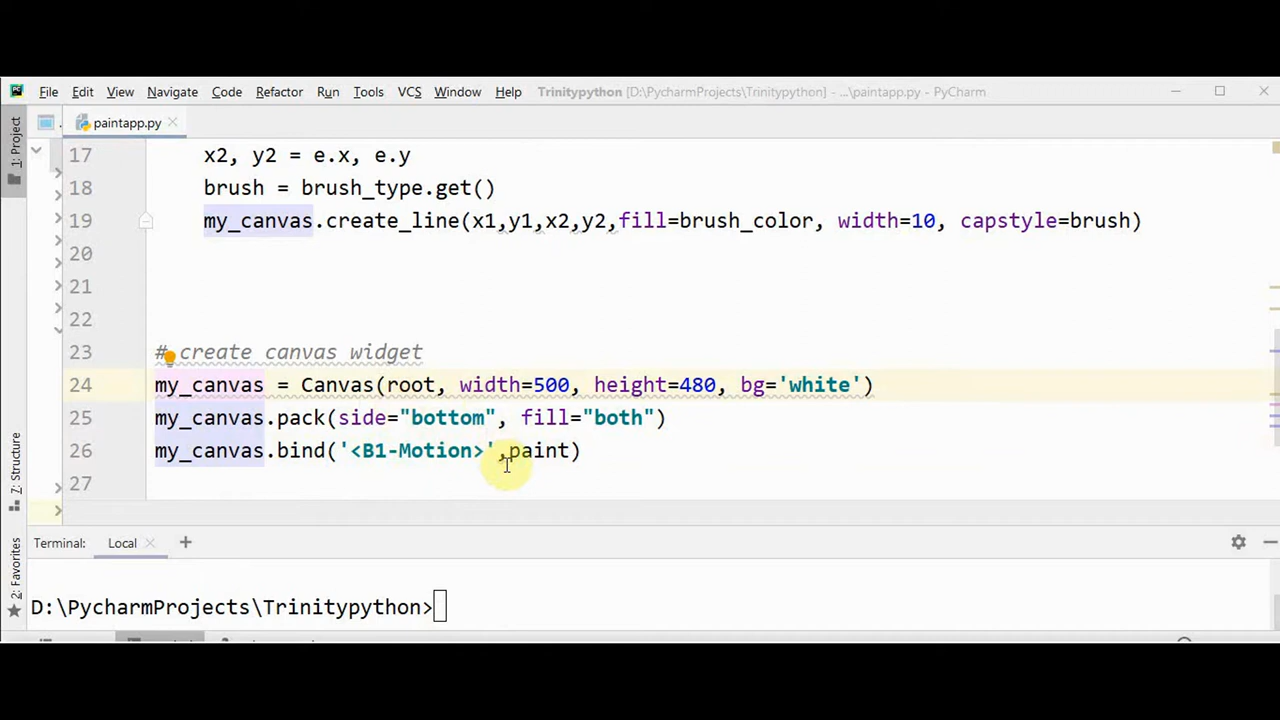 File Edit View Navigate Code Refactor Run Tools VCS Window Help Trinitypython [D:\PycharmProjects\Trinitypython] - ...\paintapp.py - PyCharm
1: Project
. paintapp.py
17 x2, y2 = e.x, e.y
18 brush = brush_type.get()
19 my_canvas.create_line(x1,y1,x2,y2,fill=brush_color, width=10, capstyle=brush)
20
21
22
23 # create canvas widget
24 my_canvas = Canvas(root, width=500, height=480, bg='white')
25 my_canvas.pack(side="bottom", fill="both")
26 my_canvas.bind('<B1-Motion>',paint)
27
7: Structure
2: Favorites
Terminal: Local +
D:\PycharmProjects\Trinitypython>